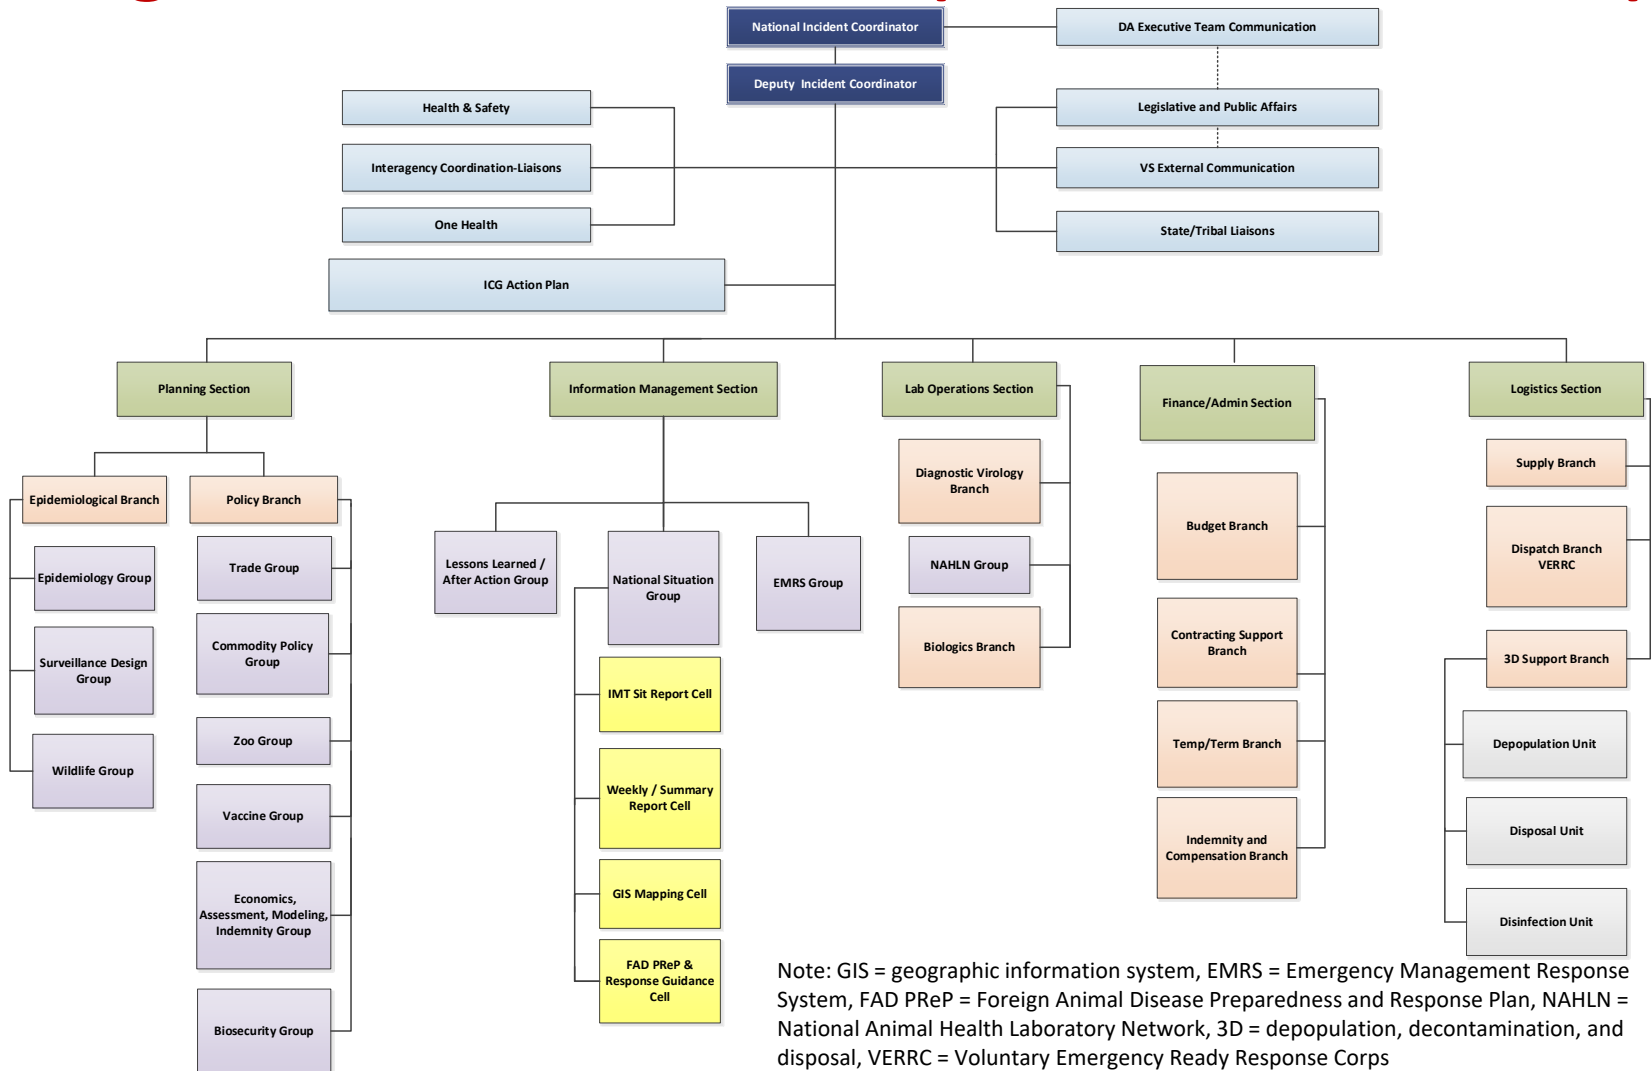 National Incident Coordinator
DA Executive Team Communication
Deputy  Incident Coordinator
Health & Safety
Legislative and Public Affairs
Interagency Coordination-Liaisons
VS External Communication
One Health
State/Tribal Liaisons
ICG Action Plan
Planning Section
Information Management Section
Lab Operations Section
Finance/Admin Section
Logistics Section
Epidemiological Branch
Policy Branch
Epidemiology Group
Surveillance Design
Group
Wildlife Group
Trade Group
Commodity Policy
Group
Zoo Group
Vaccine Group
Economics,
Assessment, Modeling,
Indemnity Group
Biosecurity Group
Lessons Learned /
After Action Group
National Situation
Group
EMRS Group
IMT Sit Report Cell
Weekly / Summary
Report Cell
GIS Mapping Cell
FAD PReP &
Response Guidance
Cell
Diagnostic Virology
Branch
NAHLN Group
Biologics Branch
Budget Branch
Contracting Support
Branch
Temp/Term Branch
Indemnity and
Compensation Branch
Supply Branch
Dispatch Branch
VERRC
3D Support Branch
Depopulation Unit
Disposal Unit
Disinfection Unit
Note: GIS = geographic information system, EMRS = Emergency Management Response
System, FAD PReP = Foreign Animal Disease Preparedness and Response Plan, NAHLN =
National Animal Health Laboratory Network, 3D = depopulation, decontamination, and
disposal, VERRC = Voluntary Emergency Ready Response Corps